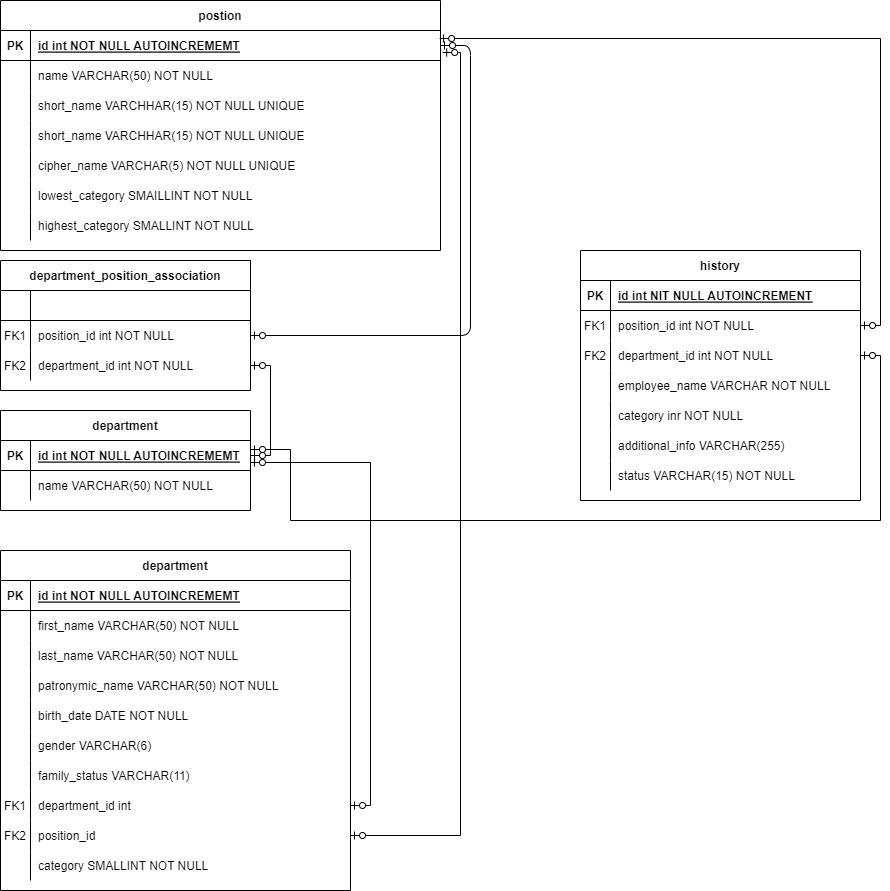 postion
PK id int NOT NULL AUTOINCREMEMT
name VARCHAR(50) NOT NULL
short_name VARCHHAR(15) NOT NULL UNIQUE
short_name VARCHHAR(15) NOT NULL UNIQUE
cipher_name VARCHAR(5) NOT NULL UNIQUE
lowest_category SMAILLINT NOT NULL
highest_category SMALLINT NOT NULL
department_position_association
FK1 position_id int NOT NULL
FK2 department_id int NOT NULL
department
PK id int NOT NULL AUTOINCREMEMT
name VARCHAR(50) NOT NULL
history
PK id int NIT NULL AUTOINCREMENT
FK1 position_id int NOT NULL
FK2 department_id int NOT NULL
employee_name VARCHAR NOT NULL
category inr NOT NULL
additional_info VARCHAR(255)
status VARCHAR(15) NOT NULL
department
PK id int NOT NULL AUTOINCREMEMT
first_name VARCHAR(50) NOT NULL
last_name VARCHAR(50) NOT NULL
patronymic_name VARCHAR(50) NOT NULL
birth_date DATE NOT NULL
gender VARCHAR(6)
family_status VARCHAR(11)
FK1 department_id int
FK2 position_id
category SMALLINT NOT NULL